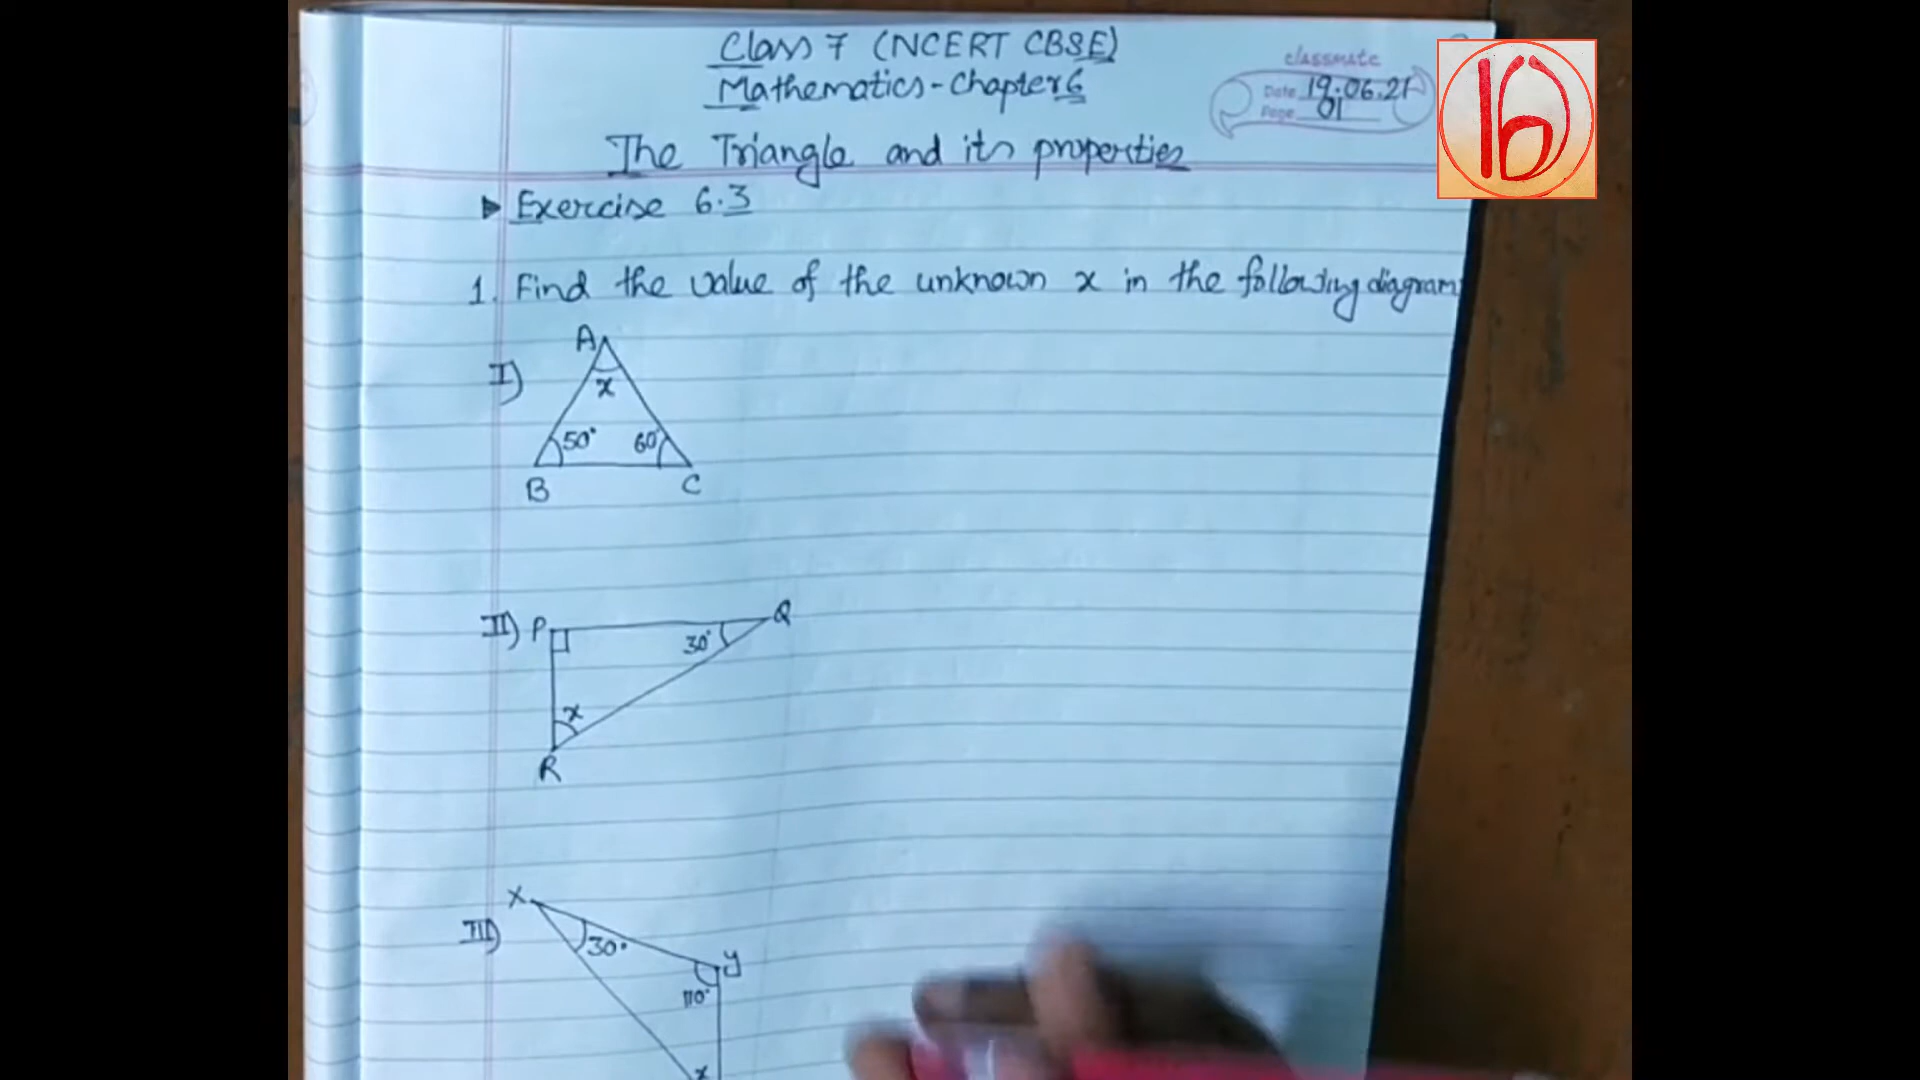 Class 7 (NCERT CBSE)
Mathematics - Chapter 6
classmate
Date 19.06.21
Page 01
The Triangle and its properties
Exercise 6.3
1. Find the value of the unknown x in the following diagram
I)
A
x
50° 60°
B C
II) P Q
30°
x
R
X
III)
30°
y
110°
x